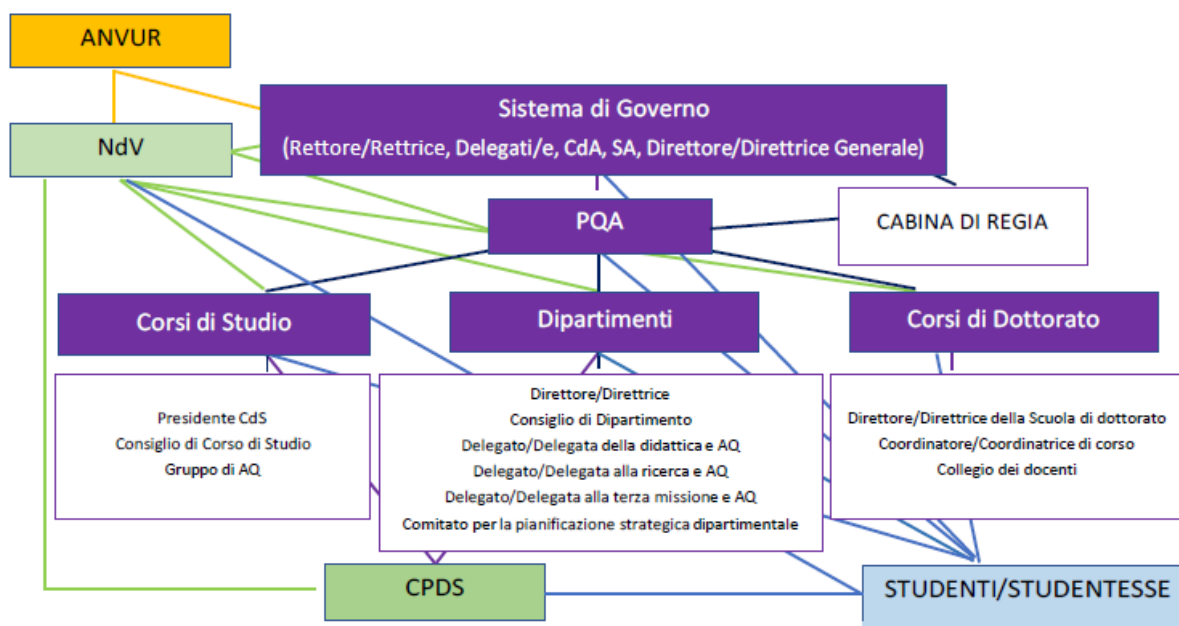 ANVUR
Sistema di Governo
(Rettore/Rettrice, Delegati/e, CdA, SA, Direttore/Direttrice Generale)
NdV
PQA
CABINA DI REGIA
Corsi di Studio
Dipartimenti
Corsi di Dottorato
Presidente CdS
Consiglio di Corso di Studio
Gruppo di AQ
Direttore/Direttrice
Consiglio di Dipartimento
Delegato/Delegata della didattica e AQ
Delegato/Delegata alla ricerca e AQ
Delegato/Delegata alla terza missione e AQ
Comitato per la pianificazione strategica dipartimentale
Direttore/Direttrice della Scuola di dottorato
Coordinatore/Coordinatrice di corso
Collegio dei docenti
CPDS
STUDENTI/STUDENTESSE